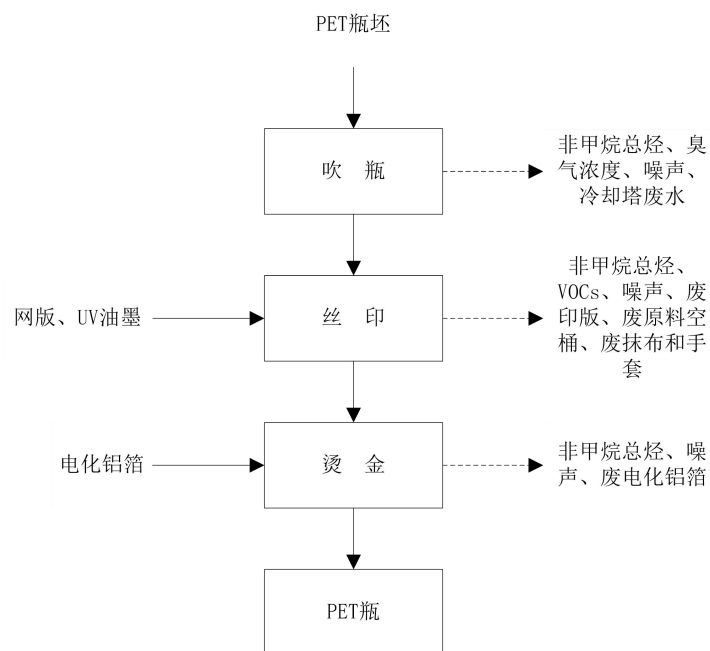 PET瓶坯
吹 瓶
非甲烷总烃、臭
气浓度、噪声、
冷却塔废水
网版、UV油墨
丝 印
非甲烷总烃、
VOCs、噪声、废
印版、废原料空
桶、废抹布和手
套
电化铝箔
烫 金
非甲烷总烃、噪
声、废电化铝箔
PET瓶